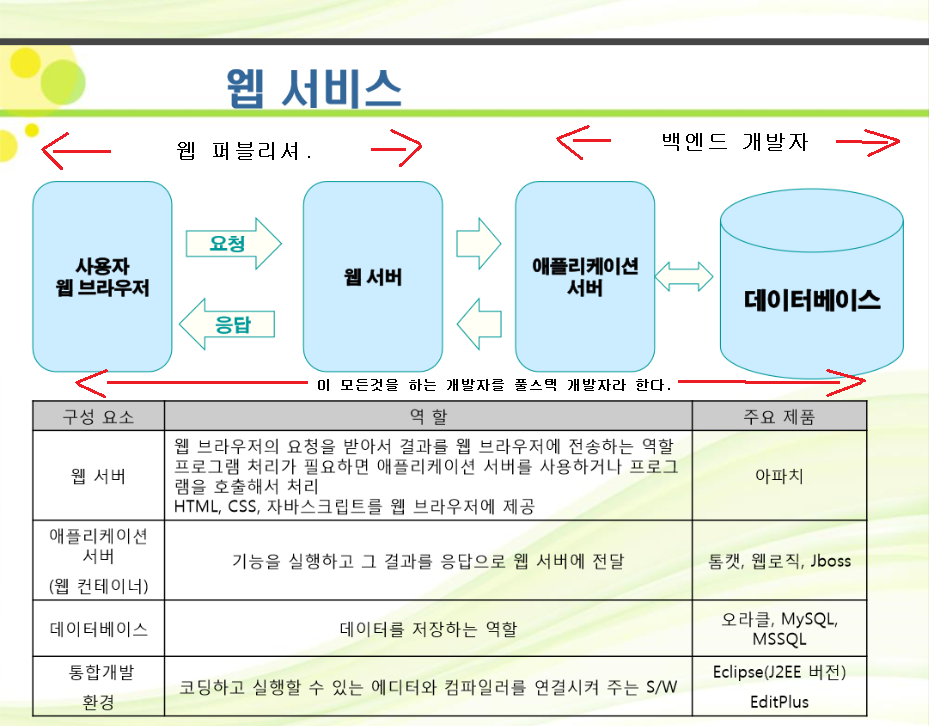 웹 서비스
웹 퍼블리셔.
백엔드 개발자
사용자
웹 브라우저
요청
응답
웹 서버
애플리케이션
서버
데이터베이스
이 모든것을 하는 개발자를 풀스택 개발자라 한다.
구성 요소
역 할
주요 제품
웹 서버
웹 브라우저의 요청을 받아서 결과를 웹 브라우저에 전송하는 역할
프로그램 처리가 필요하면 애플리케이션 서버를 사용하거나 프로그
램을 호출해서 처리
HTML, CSS, 자바스크립트를 웹 브라우저에 제공
아파치
애플리케이션
서버
(웹 컨테이너)
기능을 실행하고 그 결과를 응답으로 웹 서버에 전달
톰캣, 웹로직, Jboss
데이터베이스
데이터를 저장하는 역할
오라클, MySQL,
MSSQL
통합개발
환경
코딩하고 실행할 수 있는 에디터와 컴파일러를 연결시켜 주는 S/W
Eclipse(J2EE 버전)
EditPlus